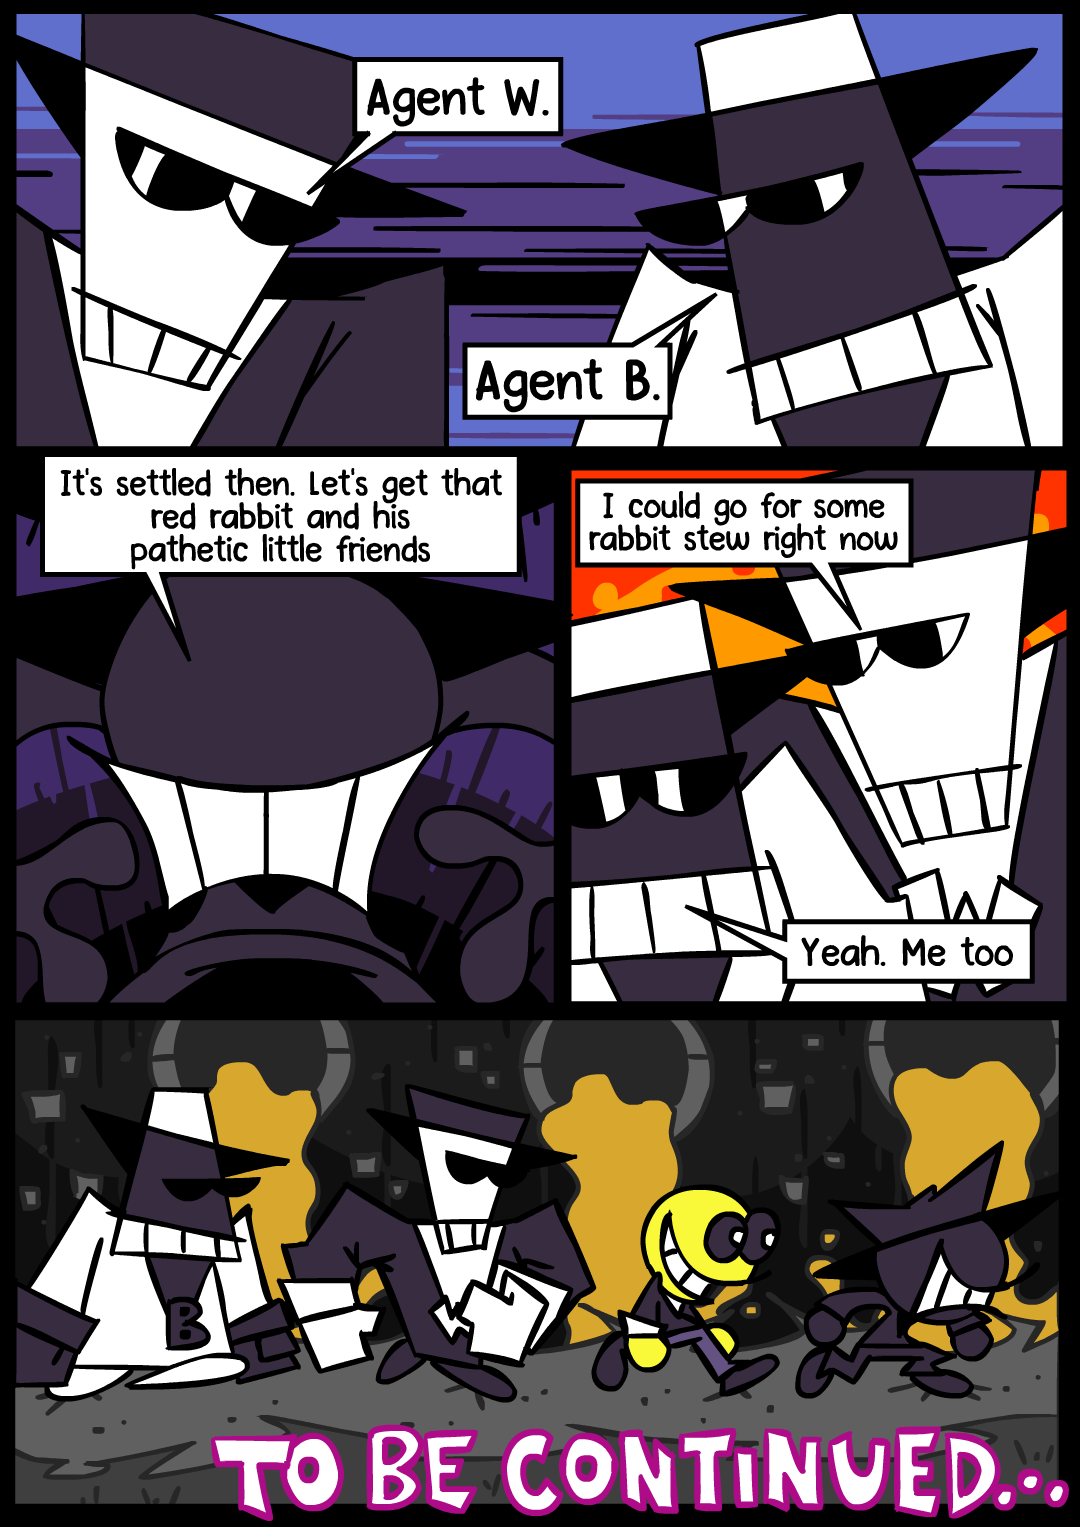 Agent W.
Agent B.
It's settled then. Let's get that
red rabbit and his
pathetic little friends
I could go for some
rabbit stew right now
Yeah. Me too
B
TO BE CONTINUED...